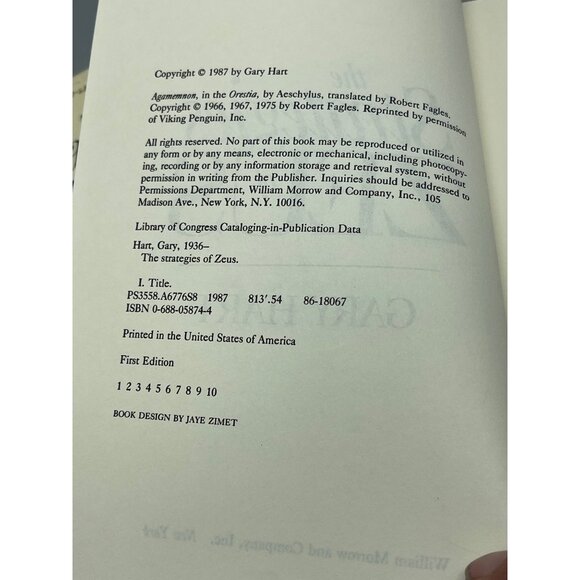 Copyright © 1987 by Gary Hart
Agamemnon, in the Orestia, by Aeschylus, translated by Robert Fagles.
Copyright © 1966, 1967, 1975 by Robert Fagles. Reprinted by permission
of Viking Penguin, Inc.
All rights reserved. No part of this book may be reproduced or utilized in
any form or by any means, electronic or mechanical, including photocopy-
ing, recording or by any information storage and retrieval system, without
permission in writing from the Publisher. Inquiries should be addressed to
Permissions Department, William Morrow and Company, Inc., 105
Madison Ave., New York, N.Y. 10016.
Library of Congress Cataloging-in-Publication Data
Hart, Gary, 1936–
The strategies of Zeus.
I. Title.
PS3558.A6776S8 1987 813'.54 86-18067
ISBN 0-688-05874-4
Printed in the United States of America
First Edition
1 2 3 4 5 6 7 8 9 10
BOOK DESIGN BY JAYE ZIMET
the
GARY HART
William Morrow and Company, Inc. New York